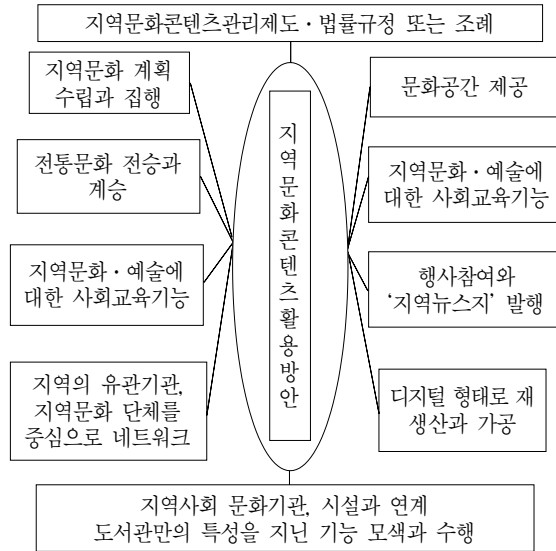 지역문화콘텐츠관리제도·법률규정 또는 조례
지역문화 계획
수립과 집행
전통문화 전승과
계승
지역문화·예술에
대한 사회교육기능
지역의 유관기관,
지역문화 단체를
중심으로 네트워크
지역문화콘텐츠활용방안
문화공간 제공
지역문화·예술에
대한 사회교육기능
행사참여와
‘지역뉴스지’ 발행
디지털 형태로 재
생산과 가공
지역사회 문화기관, 시설과 연계
도서관만의 특성을 지닌 기능 모색과 수행